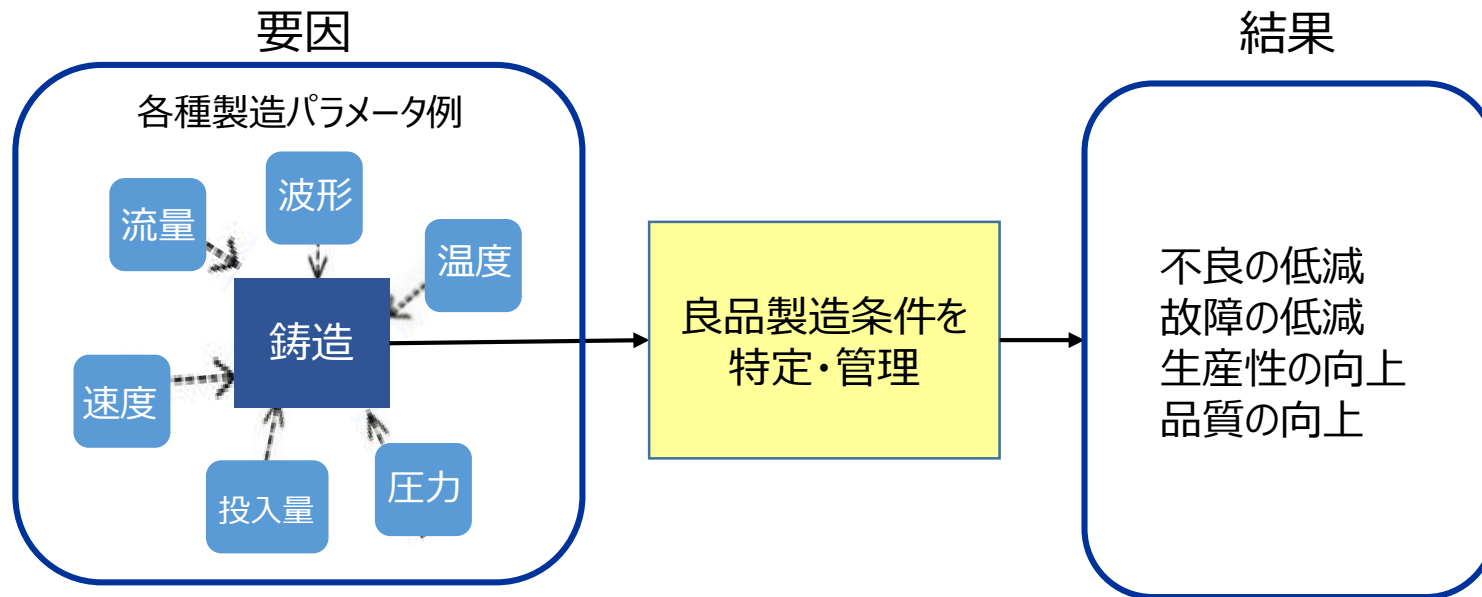 要因
結果
各種製造パラメータ例
波形
流量
温度
鋳造
速度
投入量
圧力
良品製造条件を
特定・管理
不良の低減
故障の低減
生産性の向上
品質の向上